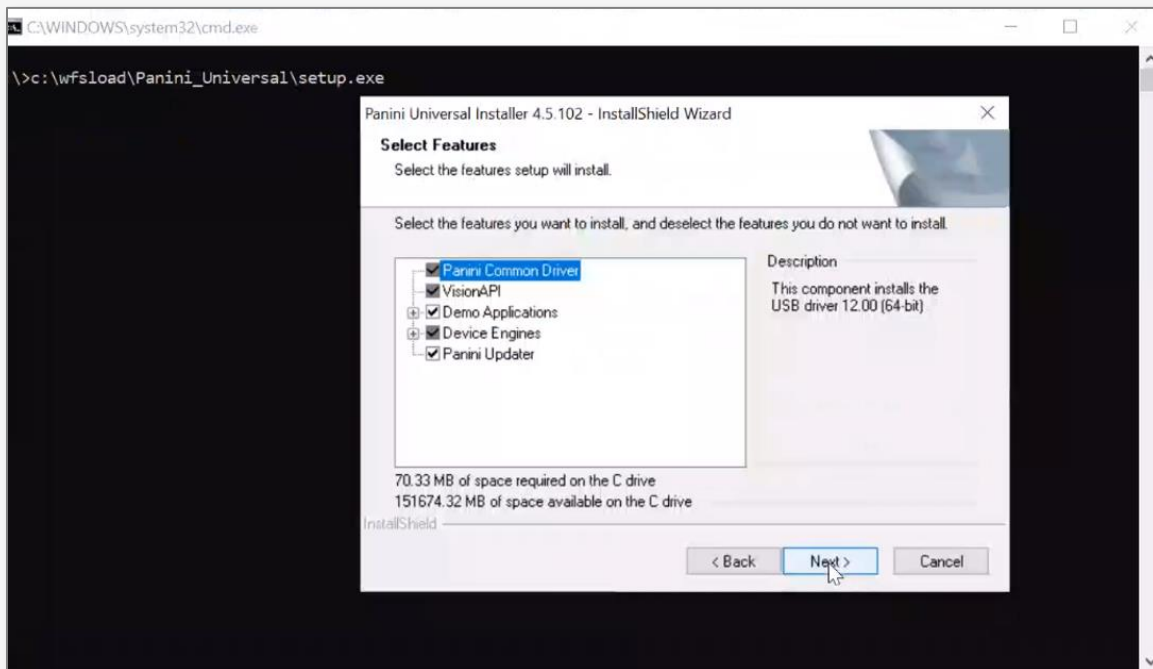 C:\WINDOWS\system32\cmd.exe
\>c:\wfsload\Panini_Universal\setup.exe
Panini Universal Installer 4.5.102 - InstallShield Wizard
Select Features
Select the features setup will install.
Select the features you want to install, and deselect the features you do not want to install.
Panini Common Driver
VisionAPI
Demo Applications
Device Engines
Panini Updater
Description
This component installs the
USB driver 12.00 (64-bit)
70.33 MB of space required on the C drive
151674.32 MB of space available on the C drive
InstallShield
< Back
Next >
Cancel